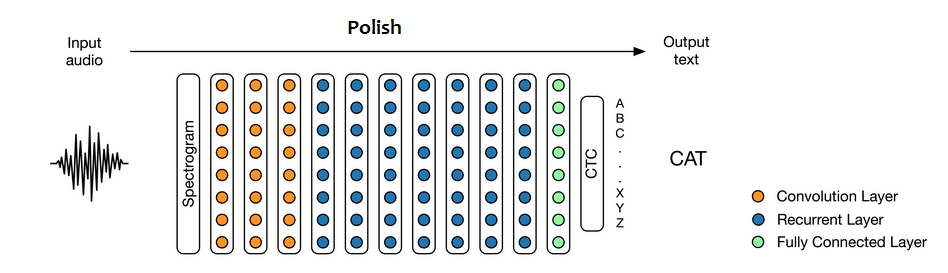 Polish
Input
audio
Output
text
Spectrogram
CTC
A
B
C
.
.
.
X
Y
Z
CAT
Convolution Layer
Recurrent Layer
Fully Connected Layer